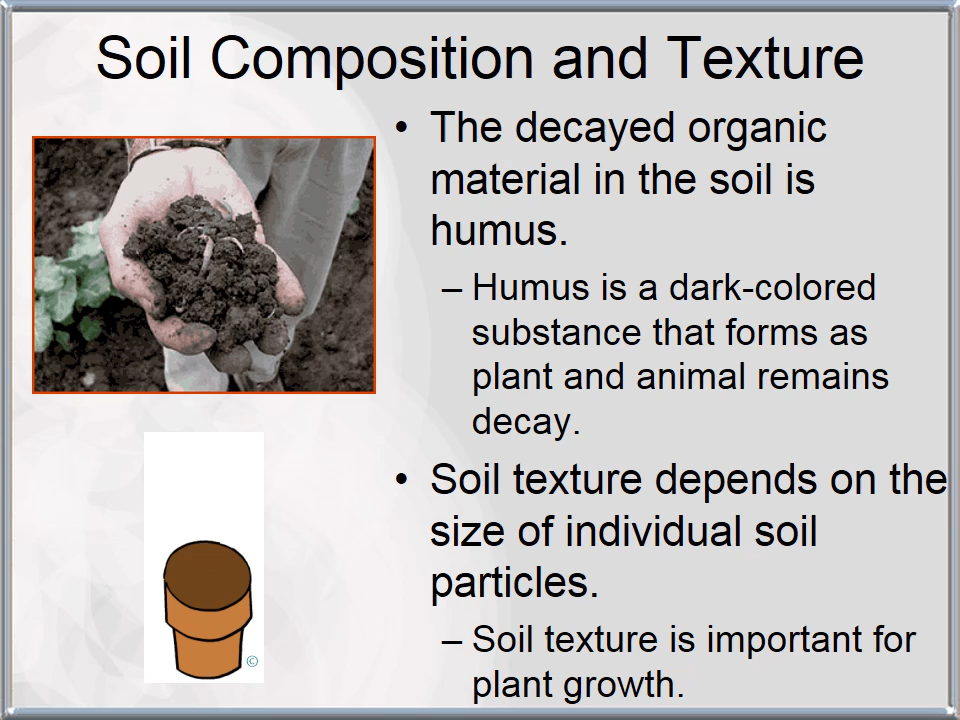 Soil Composition and Texture
• The decayed organic
material in the soil is
humus.
– Humus is a dark-colored
substance that forms as
plant and animal remains
decay.
• Soil texture depends on the
size of individual soil
particles.
– Soil texture is important for
plant growth.
©